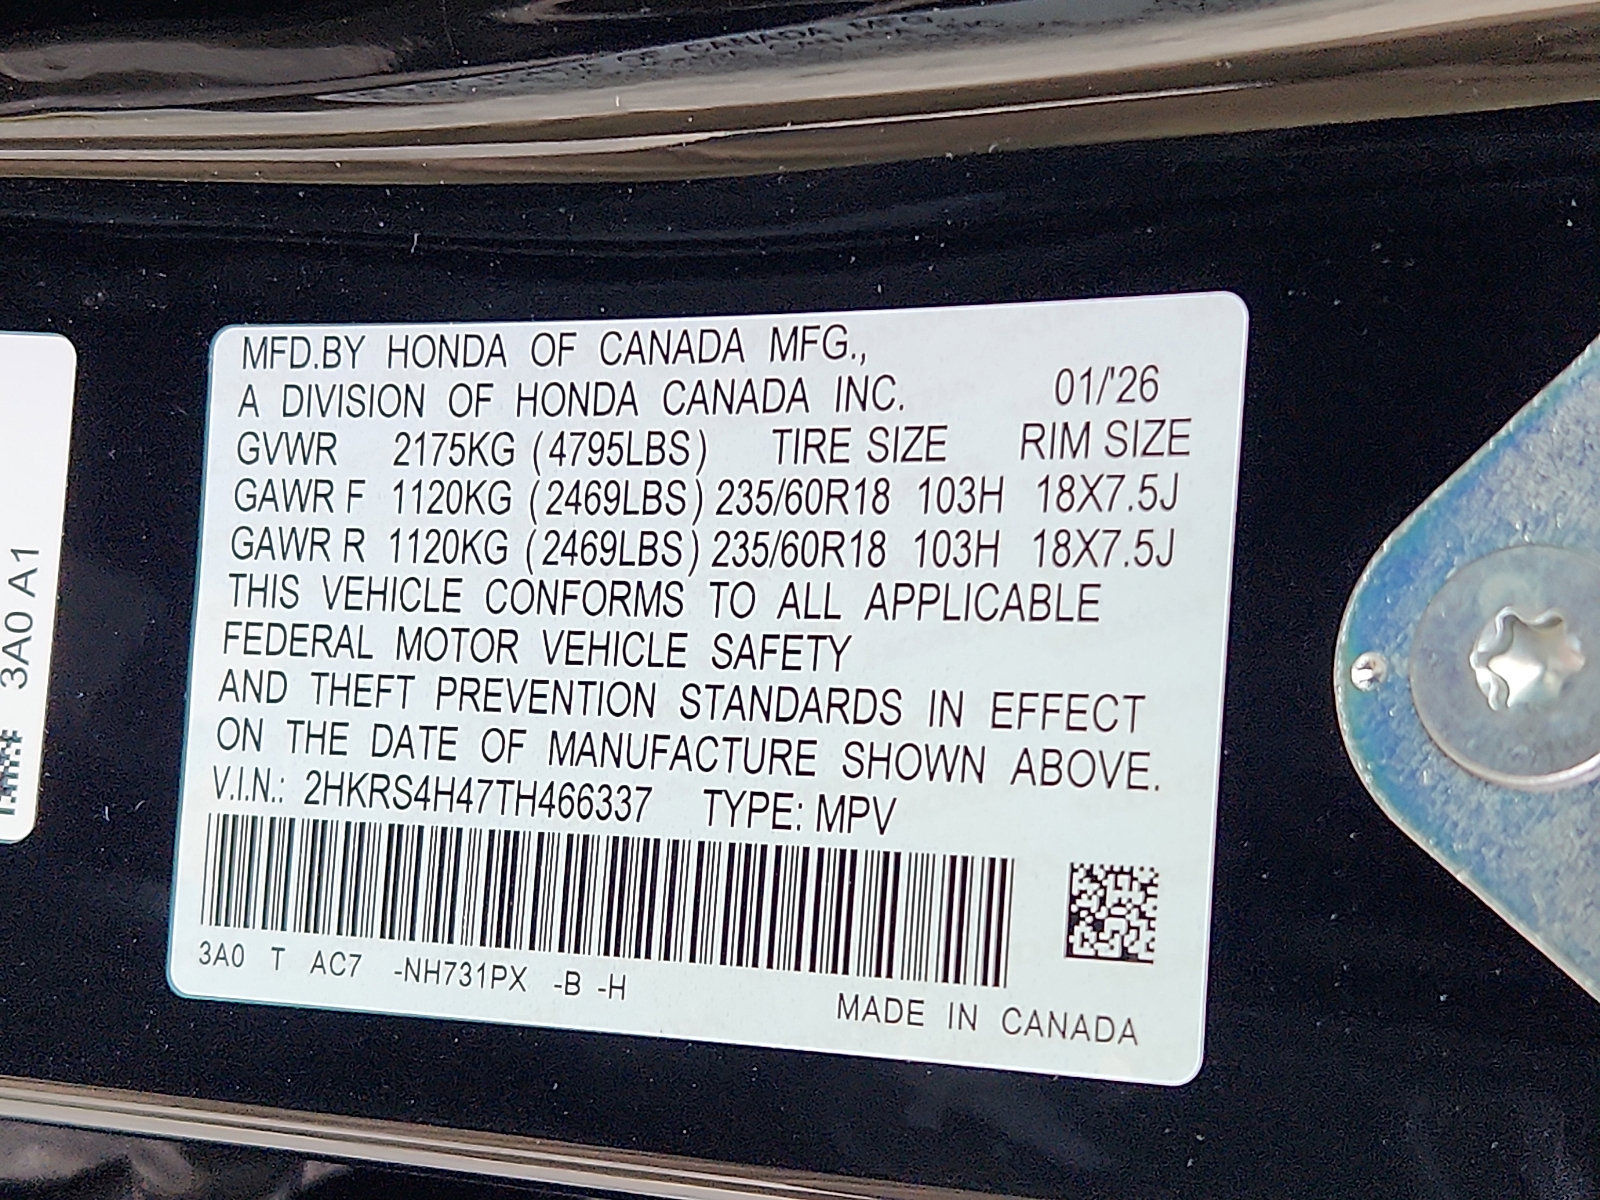 MFD.BY HONDA OF CANADA MFG.,
A DIVISION OF HONDA CANADA INC. 01/'26
GVWR 2175KG (4795LBS) TIRE SIZE RIM SIZE
GAWR F 1120KG (2469LBS) 235/60R18 103H 18X7.5J
GAWR R 1120KG (2469LBS) 235/60R18 103H 18X7.5J
THIS VEHICLE CONFORMS TO ALL APPLICABLE
FEDERAL MOTOR VEHICLE SAFETY
AND THEFT PREVENTION STANDARDS IN EFFECT
ON THE DATE OF MANUFACTURE SHOWN ABOVE.
V.I.N.: 2HKRS4H47TH466337 TYPE: MPV
3A0 T AC7 -NH731PX -B -H
MADE IN CANADA
3A0 A1